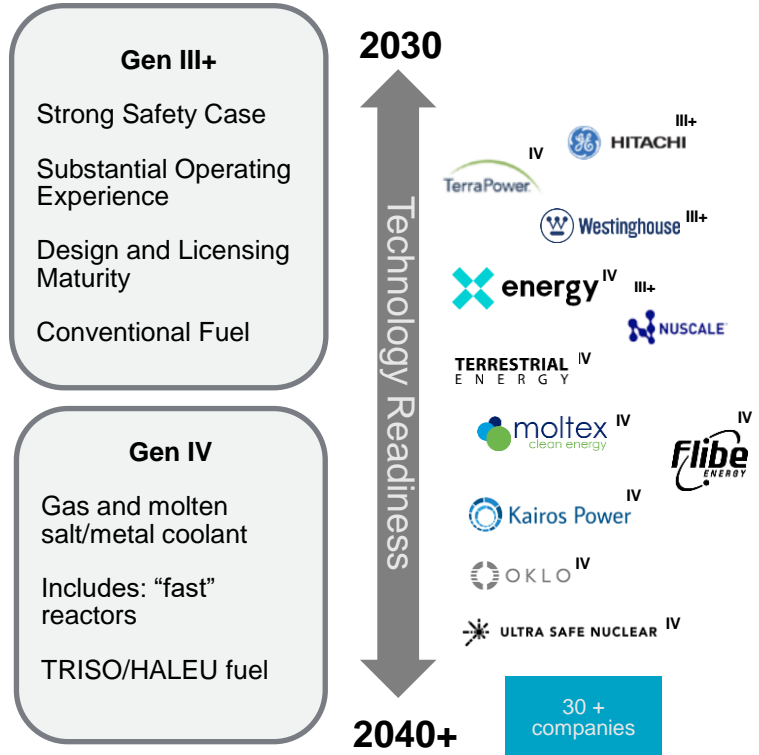 Gen III+
Strong Safety Case
Substantial Operating
Experience
Design and Licensing
Maturity
Conventional Fuel
Gen IV
Gas and molten
salt/metal coolant
Includes: “fast”
reactors
TRISO/HALEU fuel
2030
Technology Readiness
2040+
III+
HITACHI
IV
TerraPower
Westinghouse III+
energy IV
III+
NUSCALE
TERRESTRIAL IV
ENERGY
moltex IV
clean energy
IV
Flibe
ENERGY
IV
Kairos Power
OKLO IV
ULTRA SAFE NUCLEAR IV
30 +
companies